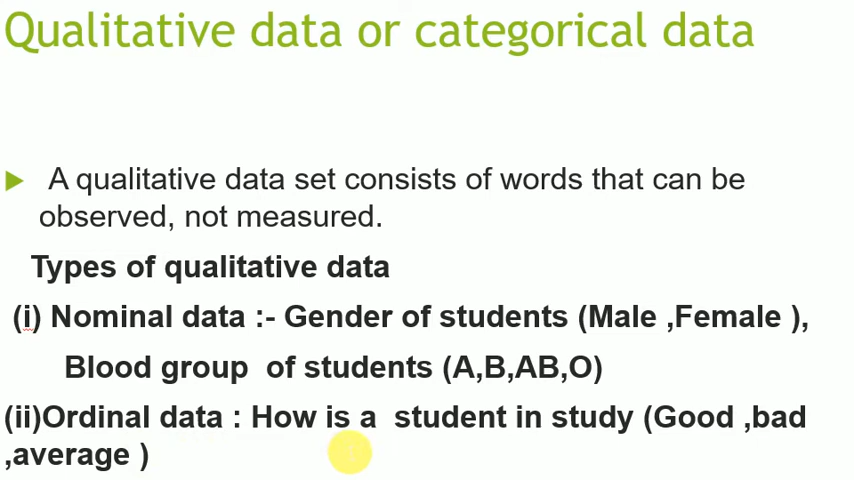 Qualitative data or categorical data
A qualitative data set consists of words that can be
observed, not measured.
Types of qualitative data
(i) Nominal data :- Gender of students (Male ,Female ),
Blood group  of students (A,B,AB,O)
(ii)Ordinal data : How is a  student in study (Good ,bad
,average )